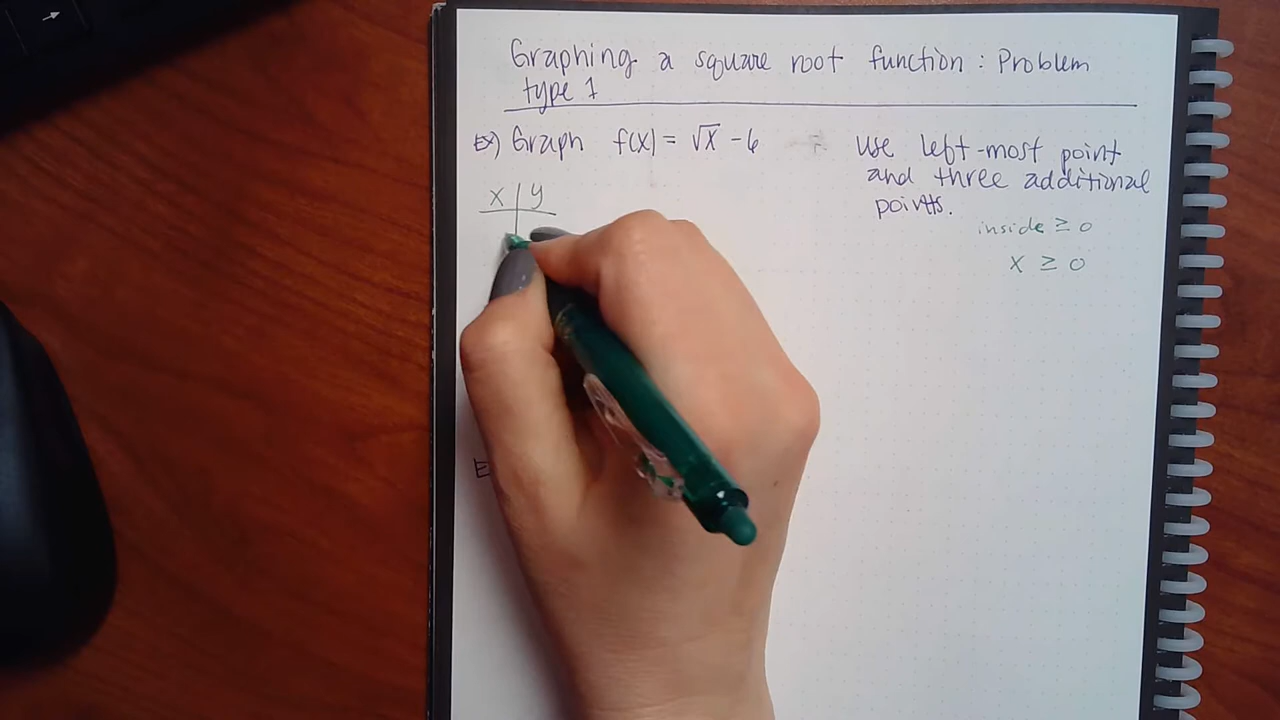 Graphing a square root function : Problem
type 1
Ex) Graph f(x) = √x - 6
Use left-most point
and three additional
points.
inside ≥ 0
x ≥ 0
x | y